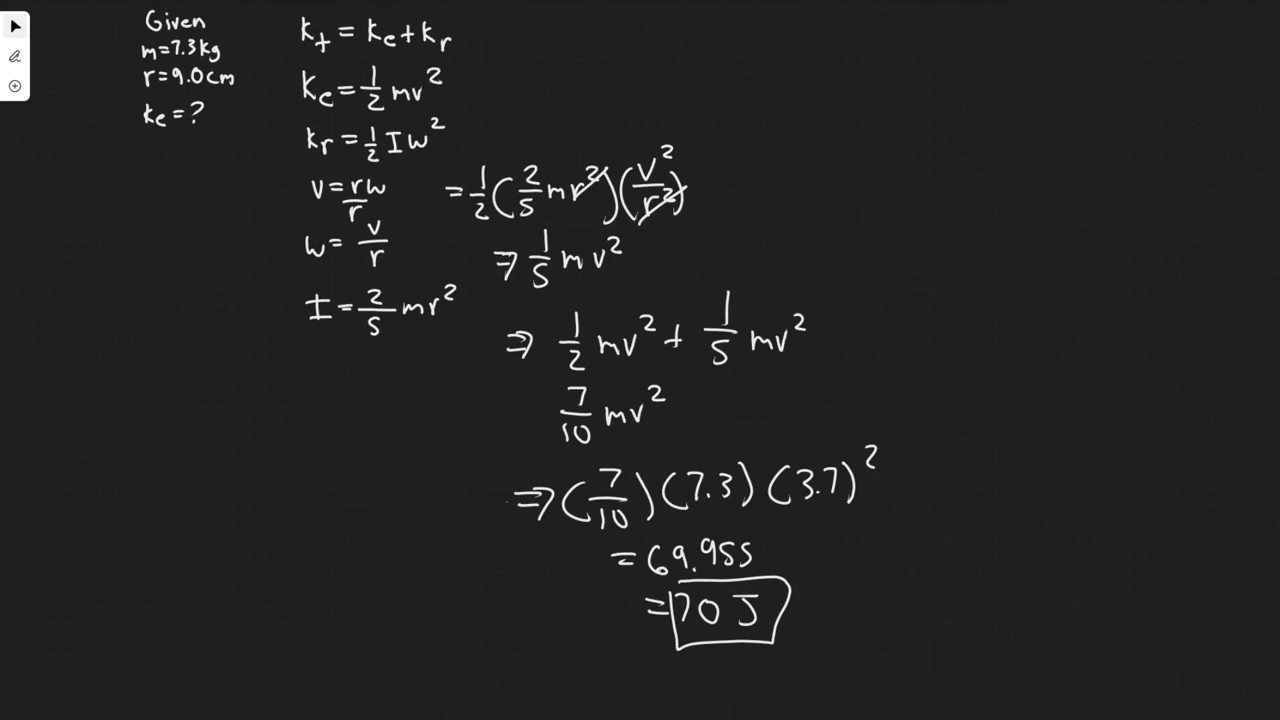 Given
m=7.3kg
r=9.0cm
ke=?
Kt = Ke+Kr
Ke = 1/2 mv²
Kr = 1/2 Iw²
v = rw/r
w = v/r
I = 2/5 mr²
= 1/2 (2/5 mr²)(v²/r²)
⇒ 1/5 mv²
⇒ 1/2 mv² + 1/5 mv²
7/10 mv²
⇒ (7/10)(7.3)(3.7)²
= 69.955
= 70 J